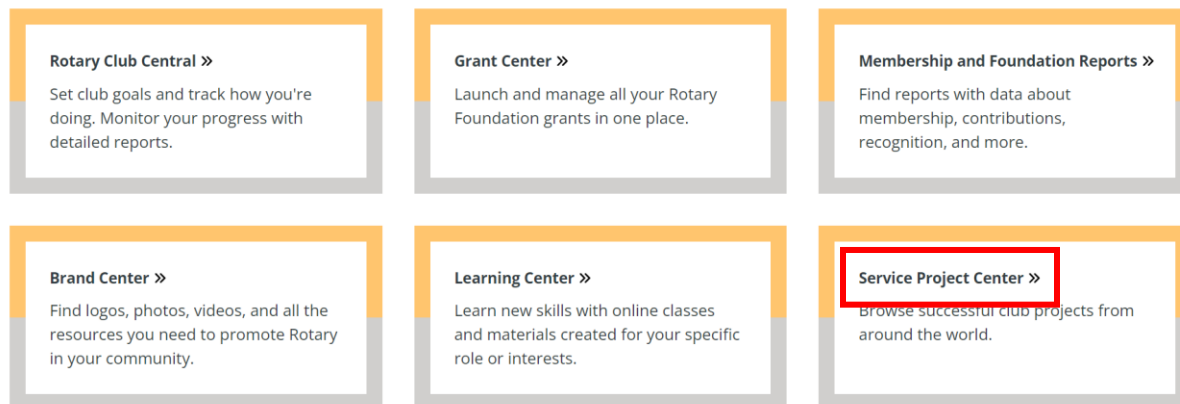 Rotary Club Central »
Set club goals and track how you're
doing. Monitor your progress with
detailed reports.
Grant Center »
Launch and manage all your Rotary
Foundation grants in one place.
Membership and Foundation Reports »
Find reports with data about
membership, contributions,
recognition, and more.
Brand Center »
Find logos, photos, videos, and all the
resources you need to promote Rotary
in your community.
Learning Center »
Learn new skills with online classes
and materials created for your specific
role or interests.
Service Project Center »
Browse successful club projects from
around the world.